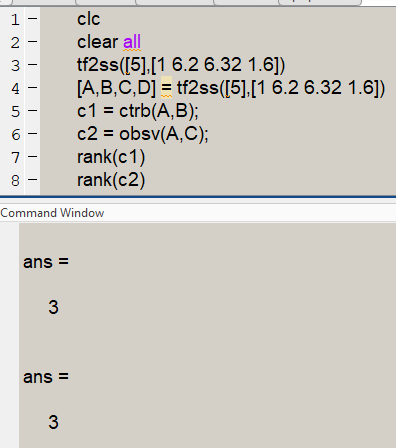 1 - clc
2 - clear all
3 - tf2ss([5],[1 6.2 6.32 1.6])
4 - [A,B,C,D] = tf2ss([5],[1 6.2 6.32 1.6])
5 - c1 = ctrb(A,B);
6 - c2 = obsv(A,C);
7 - rank(c1)
8 - rank(c2)
Command Window
ans =
3
ans =
3